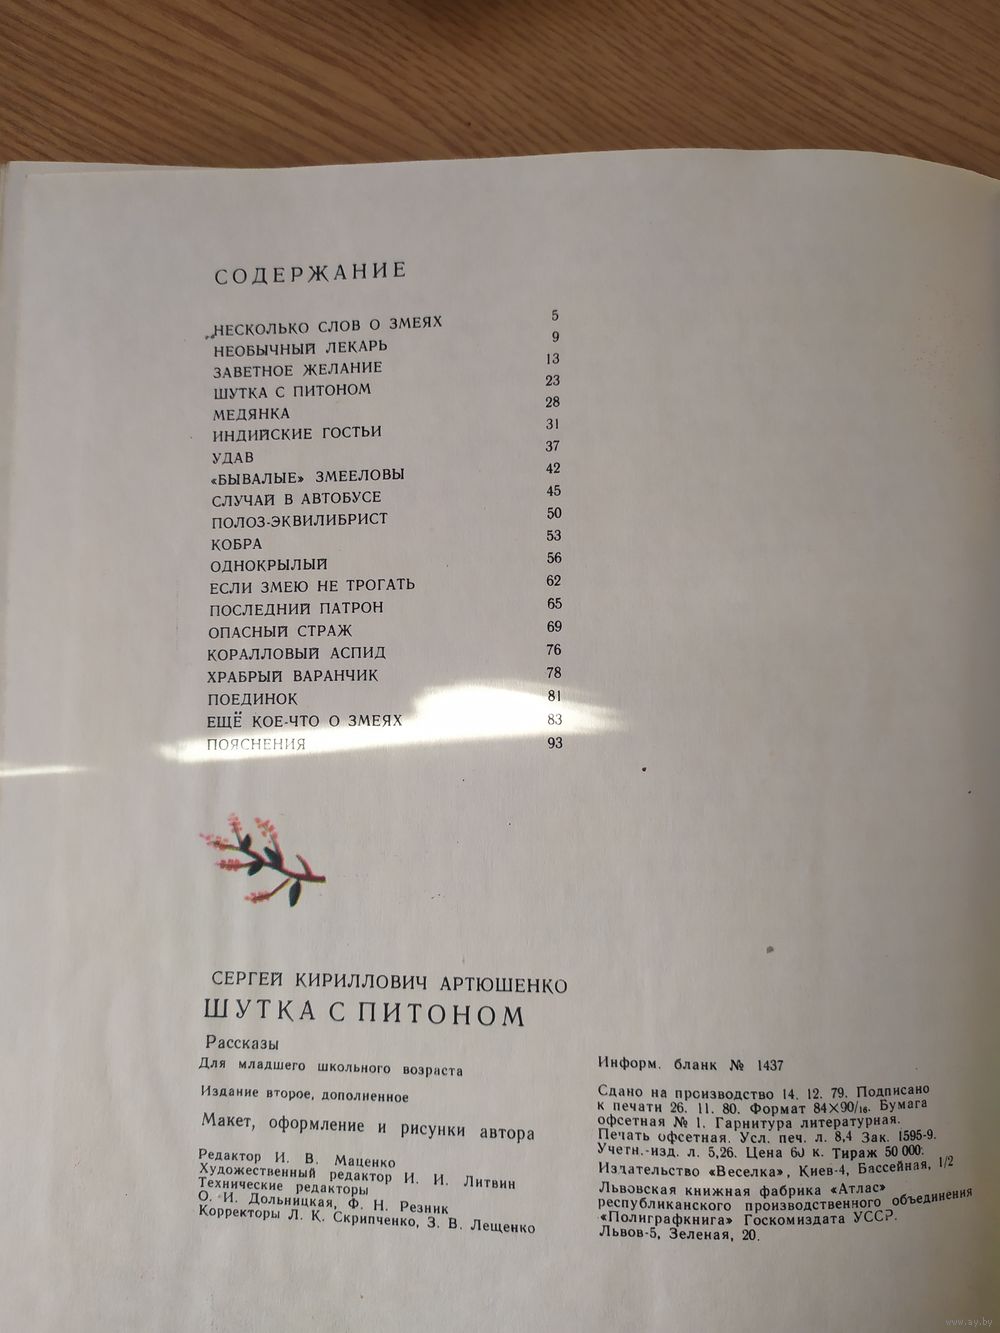 СОДЕРЖАНИЕ
НЕСКОЛЬКО СЛОВ О ЗМЕЯХ 5
НЕОБЫЧНЫЙ ЛЕКАРЬ 9
ЗАВЕТНОЕ ЖЕЛАНИЕ 13
ШУТКА С ПИТОНОМ 23
МЕДЯНКА 28
ИНДИЙСКИЕ ГОСТЬИ 31
УДАВ 37
«БЫВАЛЫЕ» ЗМЕЕЛОВЫ 42
СЛУЧАЙ В АВТОБУСЕ 45
ПОЛОЗ-ЭКВИЛИБРИСТ 50
КОБРА 53
ОДНОКРЫЛЫЙ 56
ЕСЛИ ЗМЕЮ НЕ ТРОГАТЬ 62
ПОСЛЕДНИЙ ПАТРОН 65
ОПАСНЫЙ СТРАЖ 69
КОРАЛЛОВЫЙ АСПИД 76
ХРАБРЫЙ ВАРАНЧИК 78
ПОЕДИНОК 81
ЕЩЁ КОЕ-ЧТО О ЗМЕЯХ 83
ПОЯСНЕНИЯ 93
СЕРГЕЙ КИРИЛЛОВИЧ АРТЮШЕНКО
ШУТКА С ПИТОНОМ
Рассказы
Для младшего школьного возраста
Издание второе, дополненное
Макет, оформление и рисунки автора
Редактор И. В. Маценко
Художественный редактор И. И. Литвин
Технические редакторы
О. И. Дольницкая, Ф. Н. Резник
Корректоры Л. К. Скрипченко, З. В. Лещенко
Информ. бланк № 1437
Сдано на производство 14. 12. 79. Подписано
к печати 26. 11. 80. Формат 84×90/16. Бумага
офсетная № 1. Гарнитура литературная.
Печать офсетная. Усл. печ. л. 8,4 Зак. 1595-9.
Учетн.-изд. л. 5,26. Цена 60 к. Тираж 50 000.
Издательство «Веселка», Киев-4, Бассейная, 1/2
Львовская книжная фабрика «Атлас»
республиканского производственного объединения
«Полиграфкнига» Госкомиздата УССР.
Львов-5, Зеленая, 20.
www.ay.by